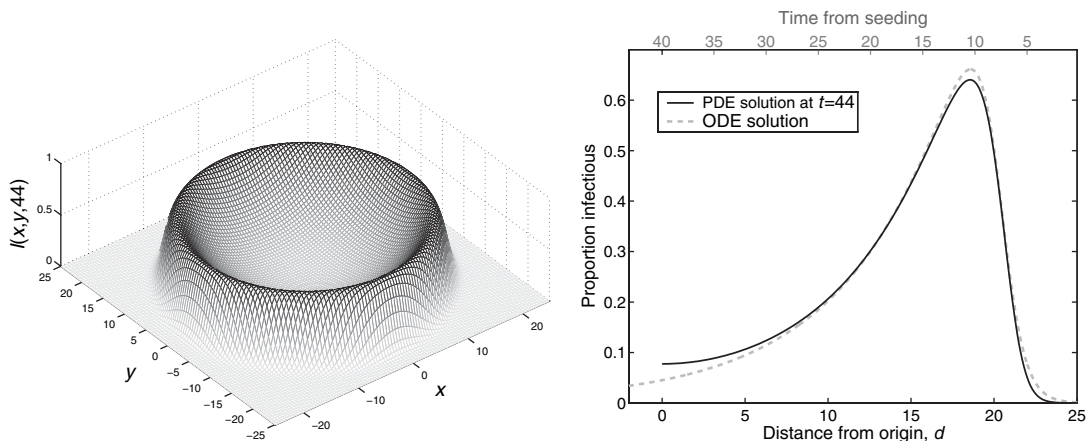 I(x,y,44)
1
0.5
0
25
20
15
10
5
0
−5
−10
−15
−20
−25
y
−20
−10
0
10
20
x
Time from seeding
40 35 30 25 20 15 10 5
PDE solution at t=44
ODE solution
Proportion infectious
0.6
0.5
0.4
0.3
0.2
0.1
0
0 5 10 15 20 25
Distance from origin, d